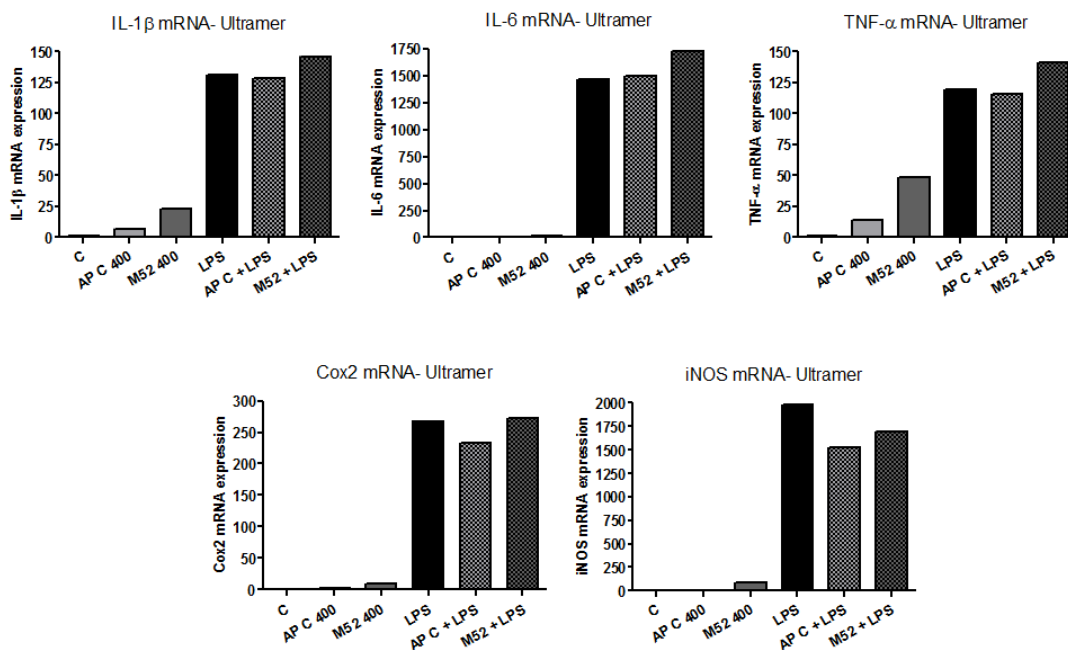 IL-1β mRNA- Ultramer
IL-1β mRNA expression
150
125
100
75
50
25
0
C
AP C 400
M52 400
LPS
AP C + LPS
M52 + LPS
IL-6 mRNA- Ultramer
IL-6 mRNA expression
1750
1500
1250
1000
750
500
250
0
C
AP C 400
M52 400
LPS
AP C + LPS
M52 + LPS
TNF-α mRNA- Ultramer
TNF-α mRNA expression
150
125
100
75
50
25
0
C
AP C 400
M52 400
LPS
AP C + LPS
M52 + LPS
Cox2 mRNA- Ultramer
Cox2 mRNA expression
300
250
200
150
100
50
0
C
AP C 400
M52 400
LPS
AP C + LPS
M52 + LPS
iNOS mRNA- Ultramer
iNOS mRNA expression
2000
1750
1500
1250
1000
750
500
250
0
C
AP C 400
M52 400
LPS
AP C + LPS
M52 + LPS